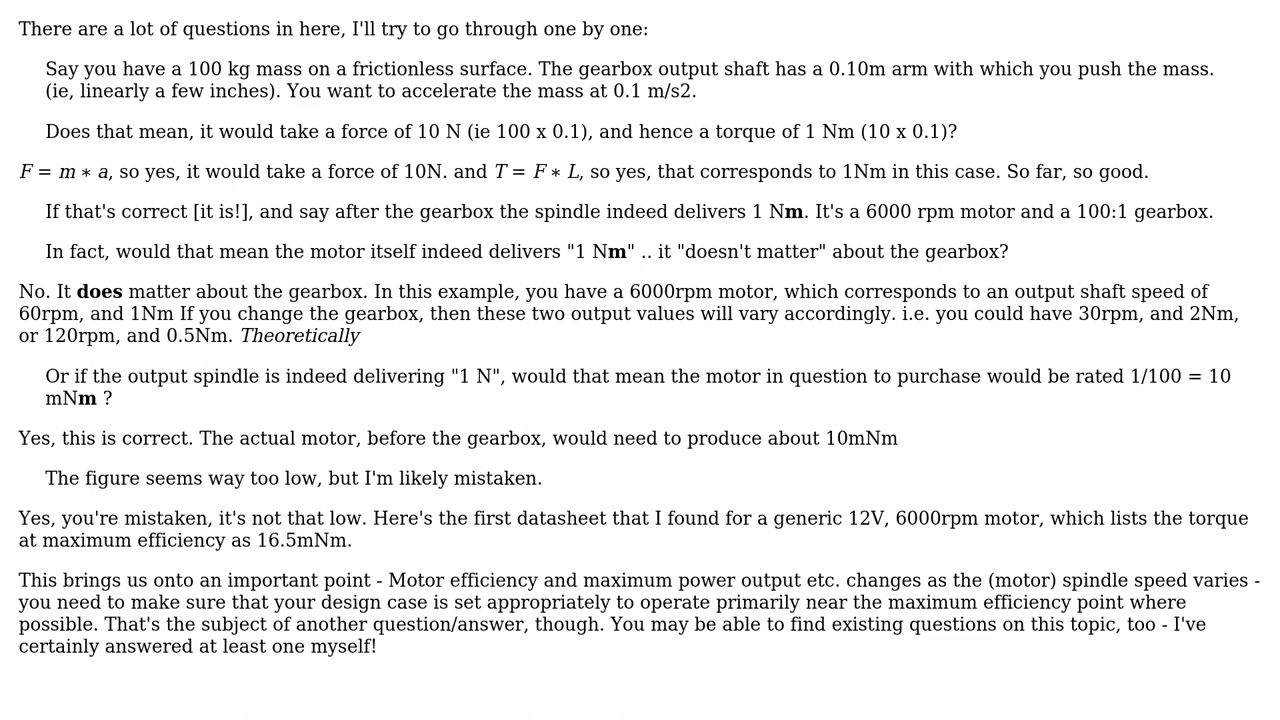 There are a lot of questions in here, I'll try to go through one by one:
Say you have a 100 kg mass on a frictionless surface. The gearbox output shaft has a 0.10m arm with which you push the mass.
(ie, linearly a few inches). You want to accelerate the mass at 0.1 m/s2.
Does that mean, it would take a force of 10 N (ie 100 x 0.1), and hence a torque of 1 Nm (10 x 0.1)?
F = m ∗ a, so yes, it would take a force of 10N. and T = F ∗ L, so yes, that corresponds to 1Nm in this case. So far, so good.
If that's correct [it is!], and say after the gearbox the spindle indeed delivers 1 Nm. It's a 6000 rpm motor and a 100:1 gearbox.
In fact, would that mean the motor itself indeed delivers "1 Nm" .. it "doesn't matter" about the gearbox?
No. It does matter about the gearbox. In this example, you have a 6000rpm motor, which corresponds to an output shaft speed of
60rpm, and 1Nm If you change the gearbox, then these two output values will vary accordingly. i.e. you could have 30rpm, and 2Nm,
or 120rpm, and 0.5Nm. Theoretically
Or if the output spindle is indeed delivering "1 N", would that mean the motor in question to purchase would be rated 1/100 = 10
mNm ?
Yes, this is correct. The actual motor, before the gearbox, would need to produce about 10mNm
The figure seems way too low, but I'm likely mistaken.
Yes, you're mistaken, it's not that low. Here's the first datasheet that I found for a generic 12V, 6000rpm motor, which lists the torque
at maximum efficiency as 16.5mNm.
This brings us onto an important point - Motor efficiency and maximum power output etc. changes as the (motor) spindle speed varies -
you need to make sure that your design case is set appropriately to operate primarily near the maximum efficiency point where
possible. That's the subject of another question/answer, though. You may be able to find existing questions on this topic, too - I've
certainly answered at least one myself!